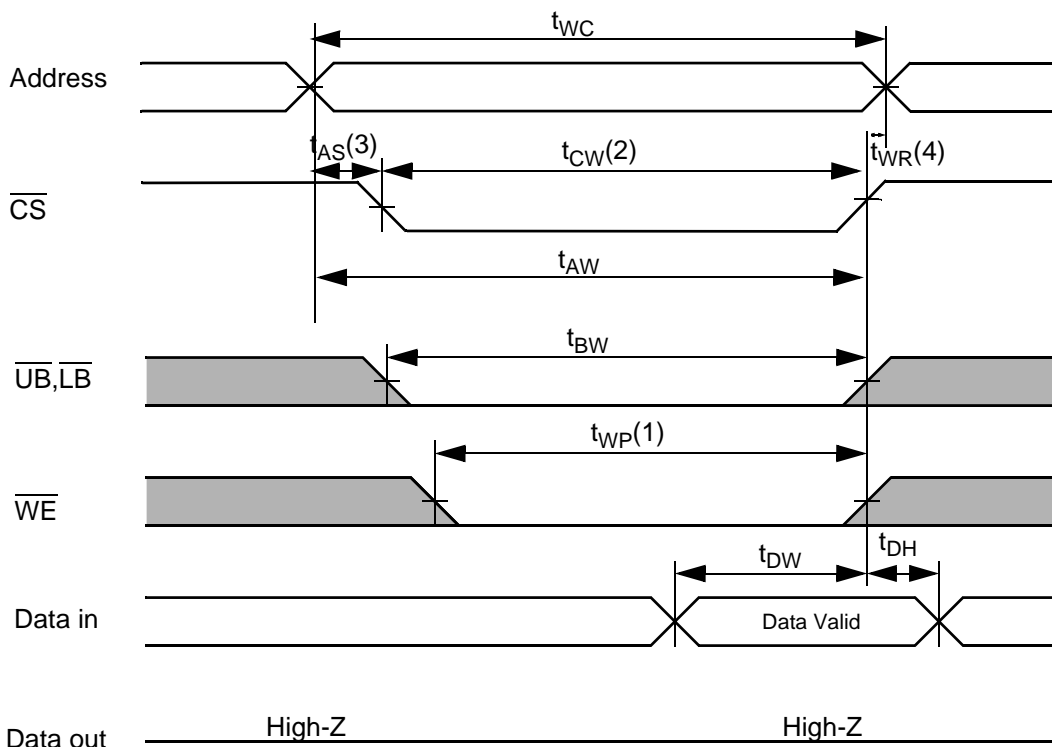 tWC
Address
tAS(3) tCW(2) tWR(4)
CS
tAW
tBW
UB,LB
tWP(1)
WE
tDW tDH
Data in Data Valid
High-Z High-Z
Data out